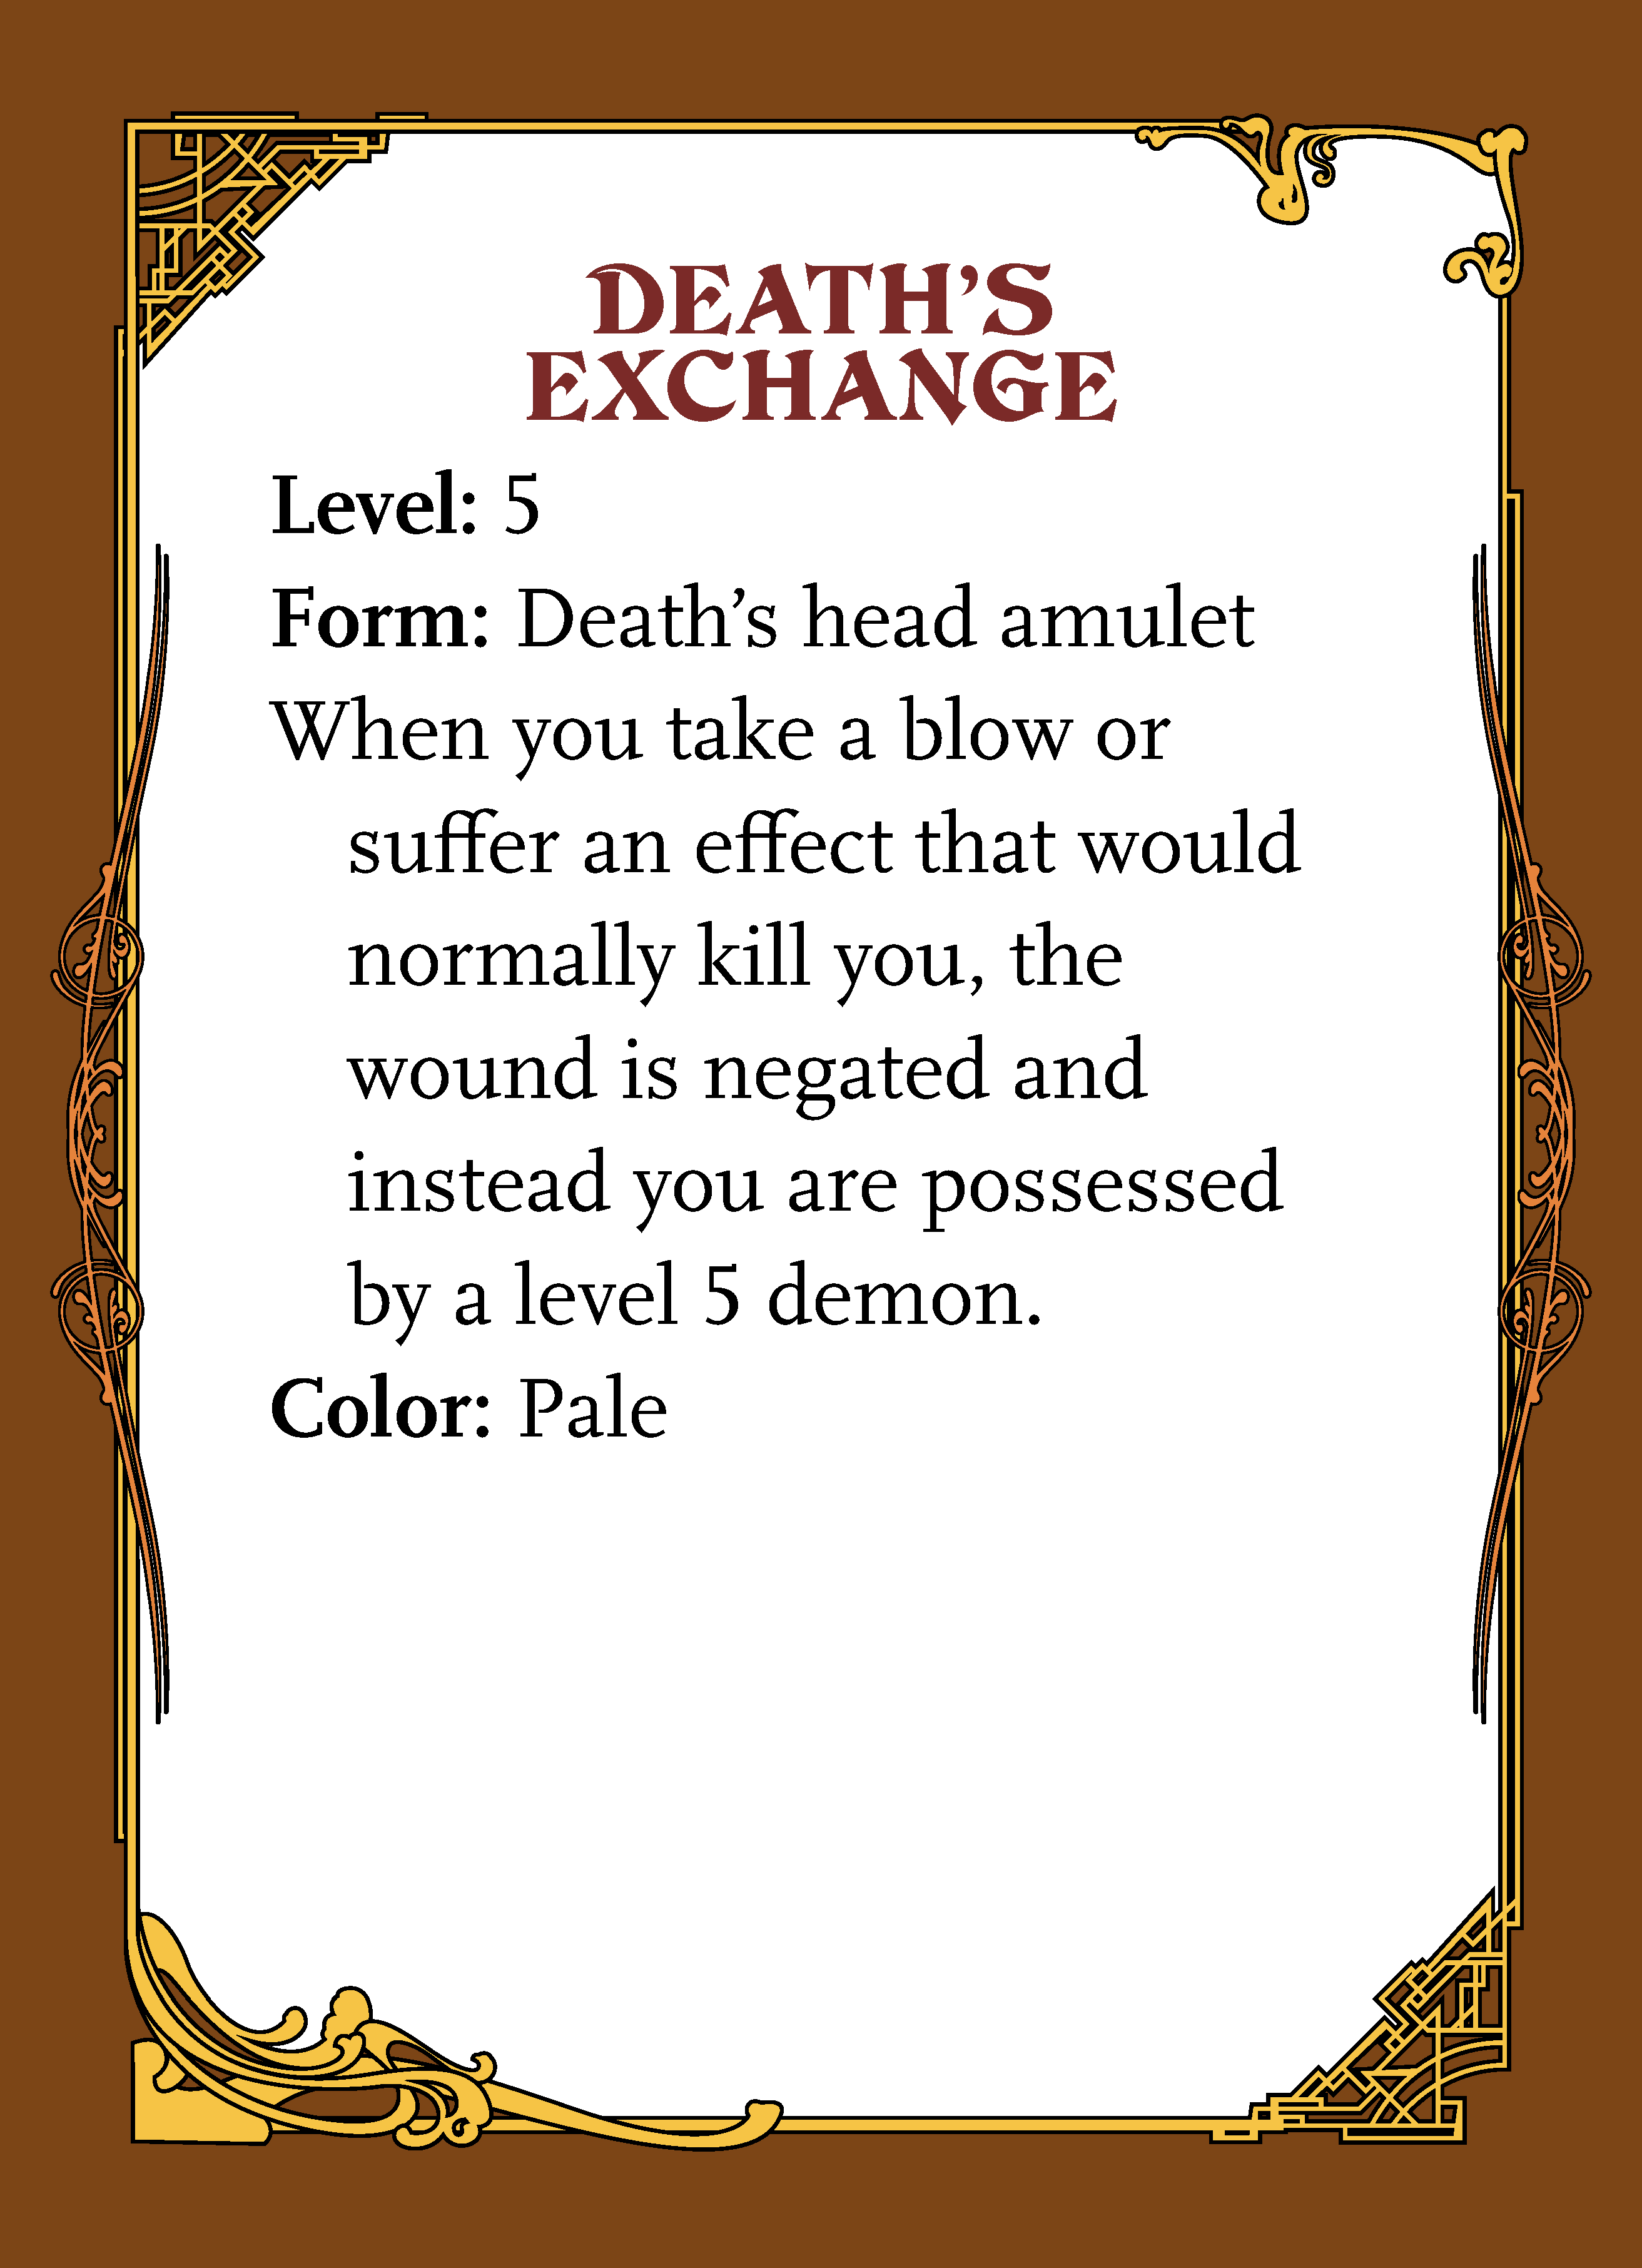 DEATH’S
EXCHANGE
Level: 5
Form: Death’s head amulet
When you take a blow or
suffer an effect that would
normally kill you, the
wound is negated and
instead you are possessed
by a level 5 demon.
Color: Pale